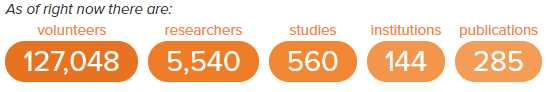 As of right now there are:
volunteers researchers studies institutions publications
127,048 5,540 560 144 285